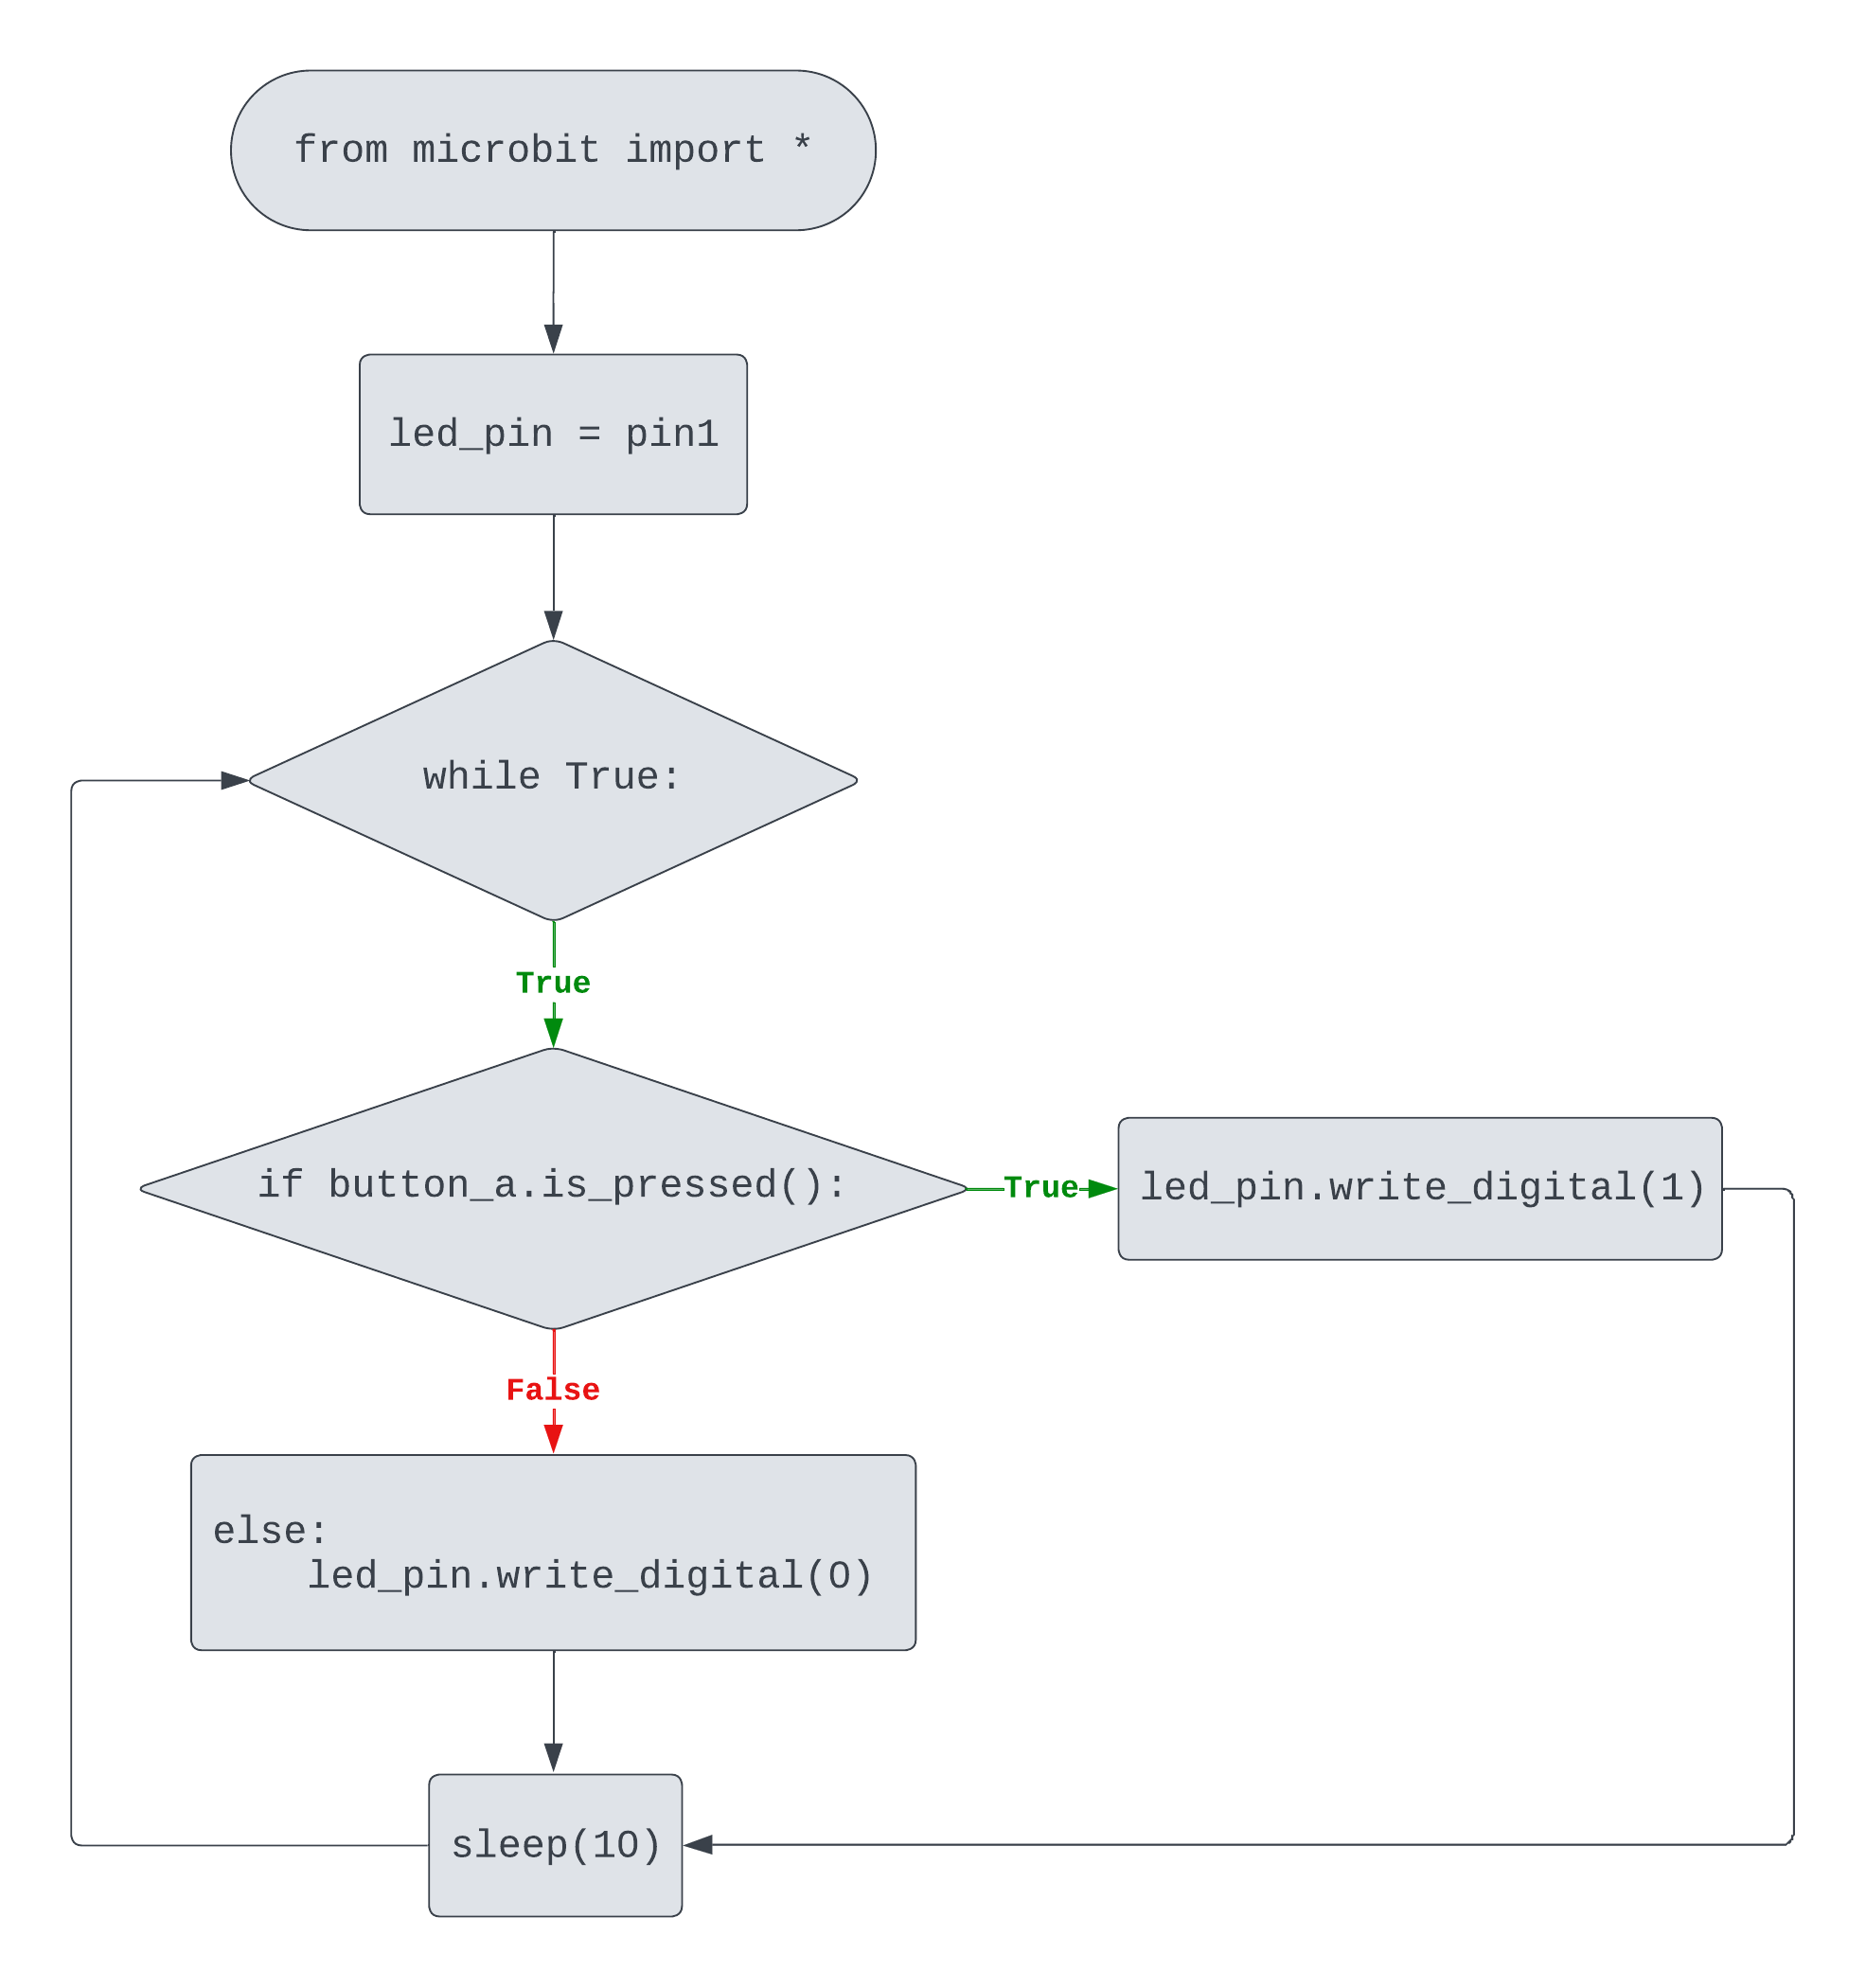 from microbit import *
led_pin = pin1
while True:
True
if button_a.is_pressed():
True
led_pin.write_digital(1)
False
else:
led_pin.write_digital(0)
sleep(10)